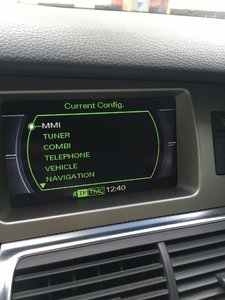 Current Config.
MMI
TUNER
COMBI
TELEPHONE
VEHICLE
NAVIGATION
TP TMC 12:40